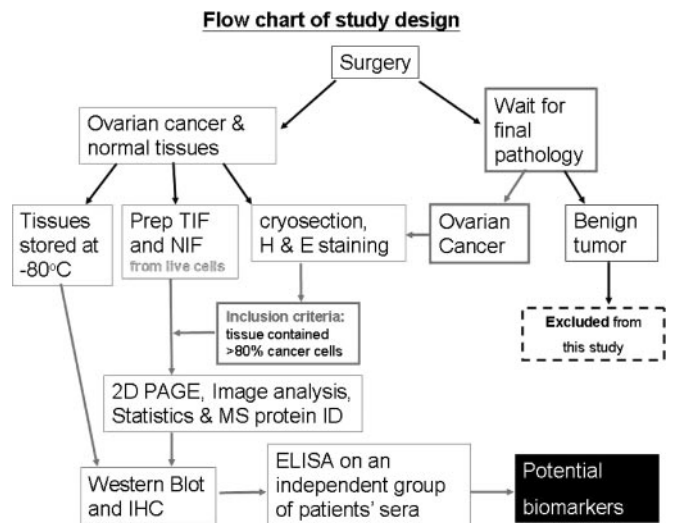 Flow chart of study design
Surgery
Ovarian cancer &
normal tissues
Wait for
final
pathology
Tissues
stored at
-80°C
Prep TIF
and NIF
from live cells
cryosection,
H & E staining
Ovarian
Cancer
Benign
tumor
Inclusion criteria:
tissue contained
>80% cancer cells
Excluded from
this study
2D PAGE, Image analysis,
Statistics & MS protein ID
Western Blot
and IHC
ELISA on an
independent group
of patients' sera
Potential
biomarkers